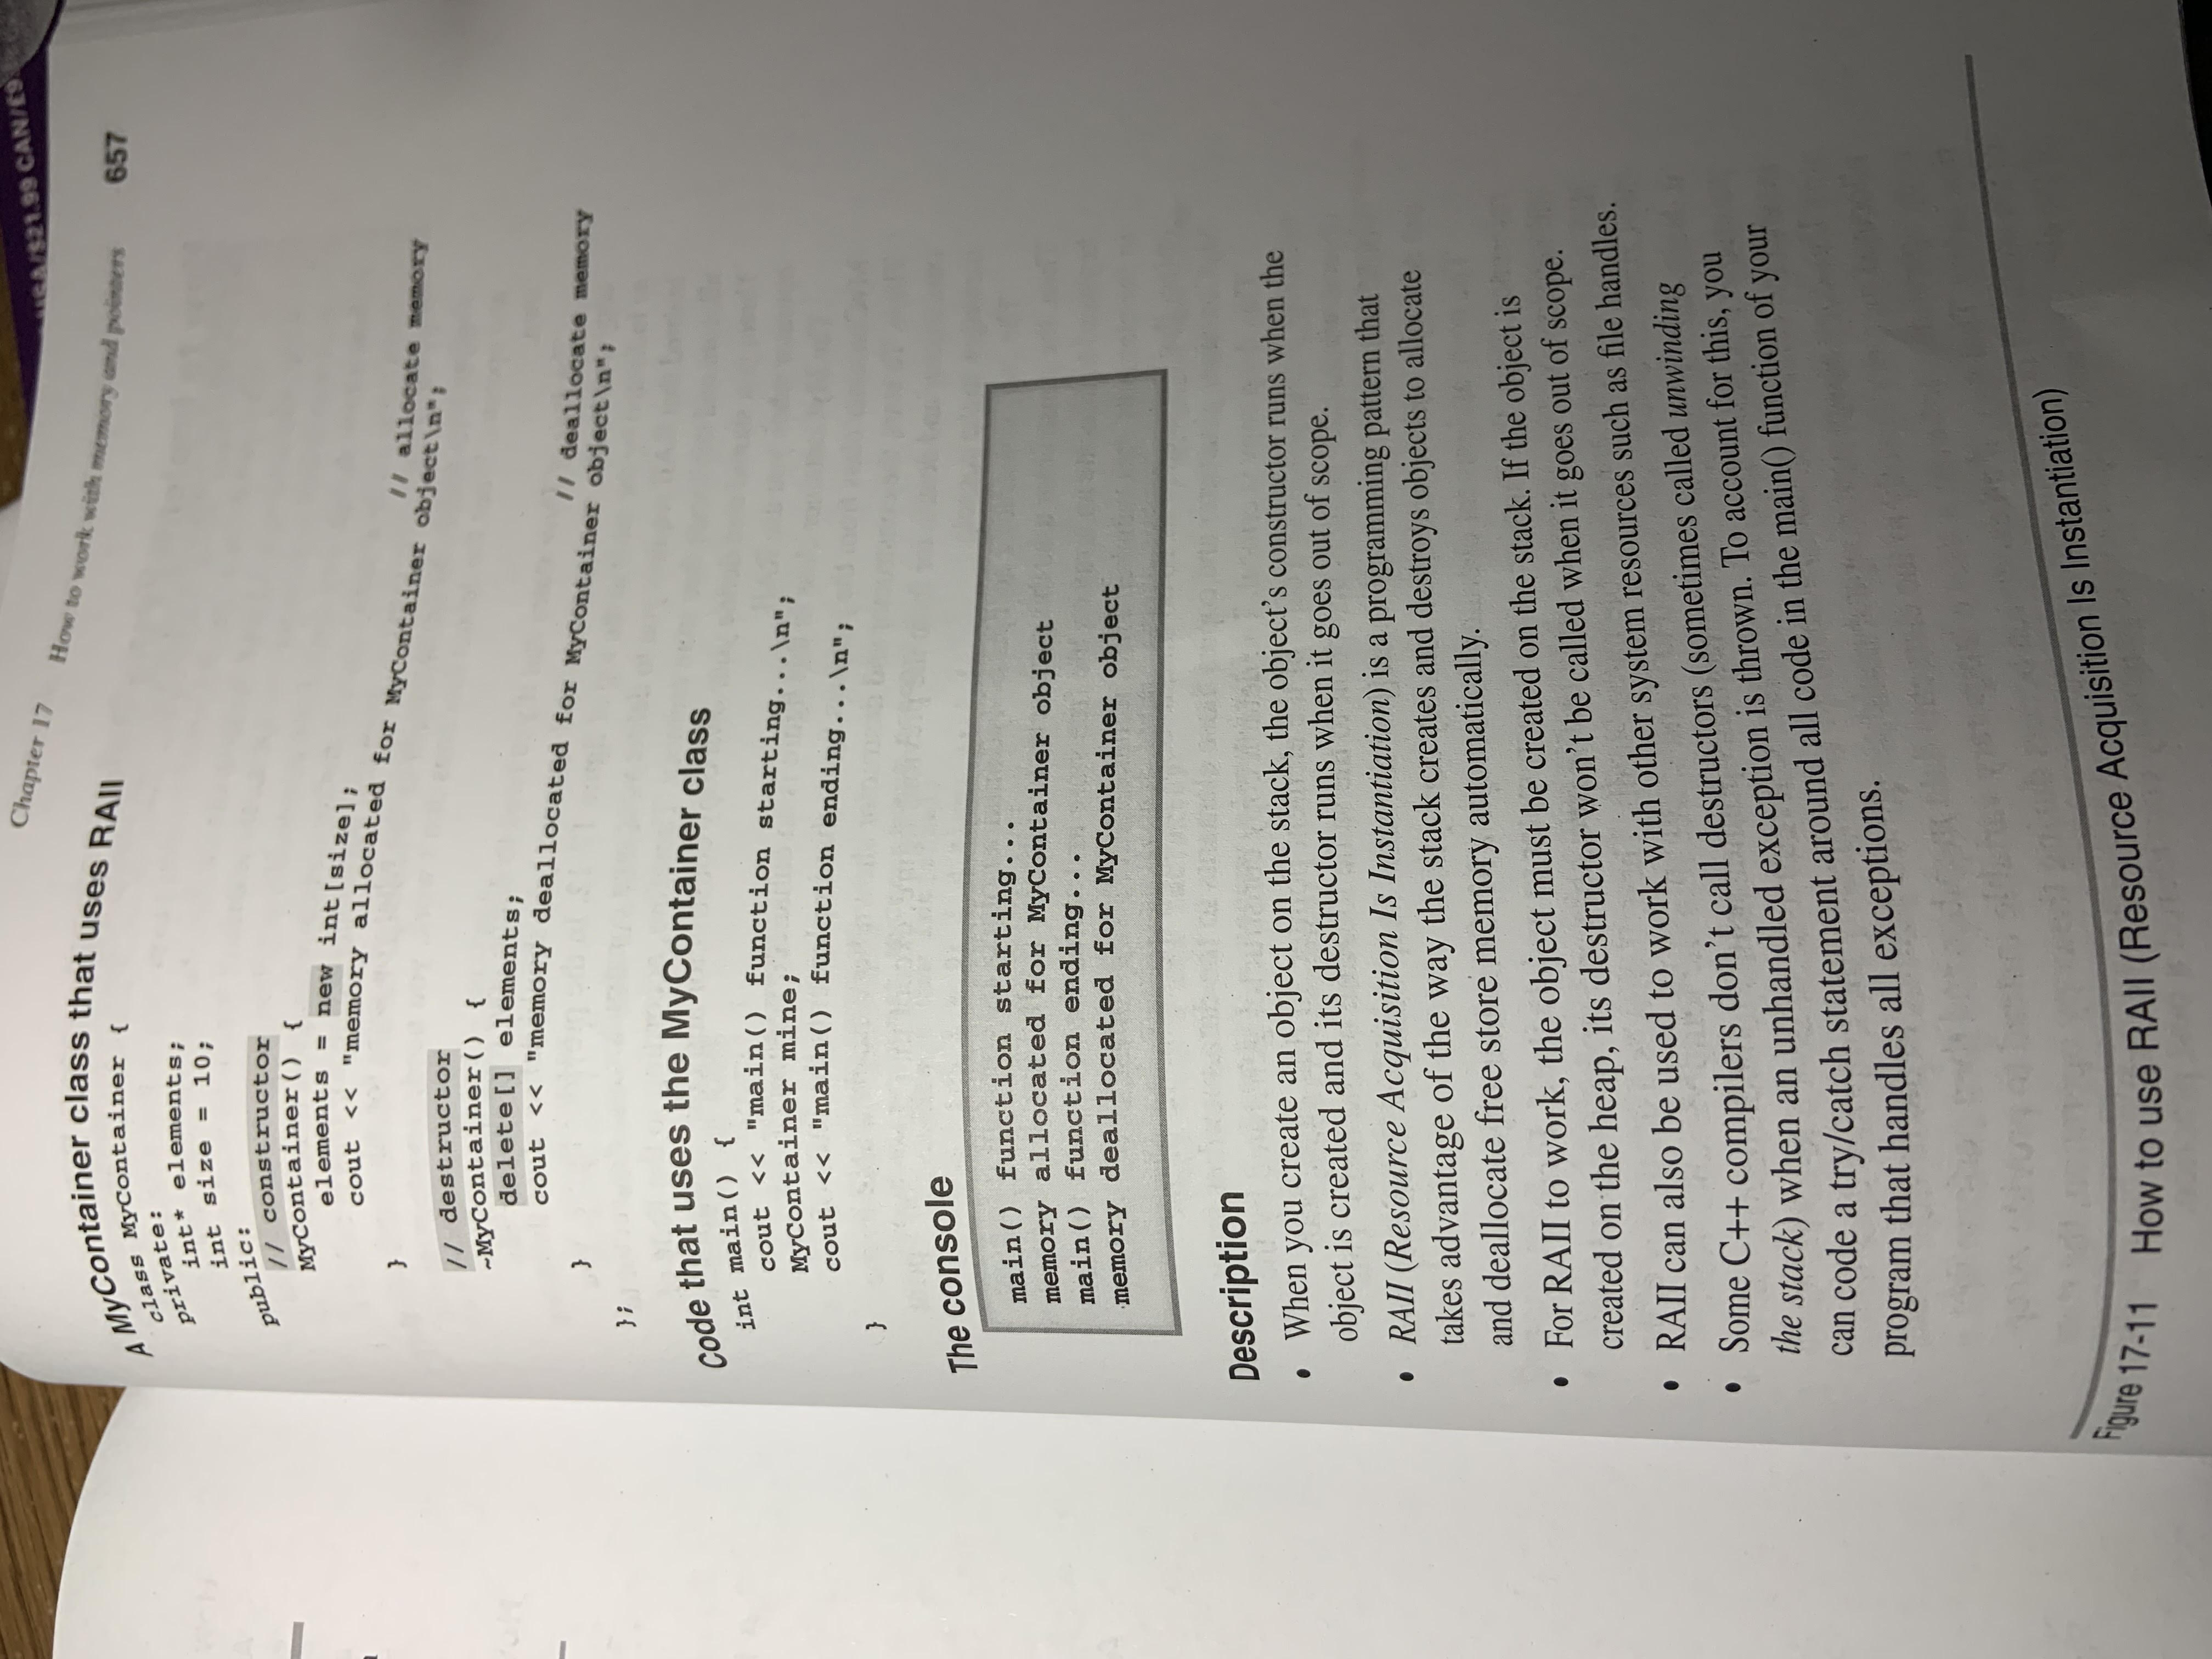 USA/$21.99 CAN/£9
Chapter 17 How to work with memory and pointers 657
A MyContainer class that uses RAII
class MyContainer {
private:
int* elements;
int size = 10;
public:
// constructor
MyContainer() {
elements = new int[size]; // allocate memory
cout << "memory allocated for MyContainer object\n";
}
// destructor
~MyContainer() {
delete[] elements; // deallocate memory
cout << "memory deallocated for MyContainer object\n";
}
};
Code that uses the MyContainer class
int main() {
cout << "main() function starting...\n";
MyContainer mine;
cout << "main() function ending...\n";
}
The console
main() function starting...
memory allocated for MyContainer object
main() function ending...
memory deallocated for MyContainer object
Description
• When you create an object on the stack, the object’s constructor runs when the
object is created and its destructor runs when it goes out of scope.
• RAII (Resource Acquisition Is Instantiation) is a programming pattern that
takes advantage of the way the stack creates and destroys objects to allocate
and deallocate free store memory automatically.
• For RAII to work, the object must be created on the stack. If the object is
created on the heap, its destructor won’t be called when it goes out of scope.
• RAII can also be used to work with other system resources such as file handles.
• Some C++ compilers don’t call destructors (sometimes called unwinding
the stack) when an unhandled exception is thrown. To account for this, you
can code a try/catch statement around all code in the main() function of your
program that handles all exceptions.
Figure 17-11 How to use RAII (Resource Acquisition Is Instantiation)